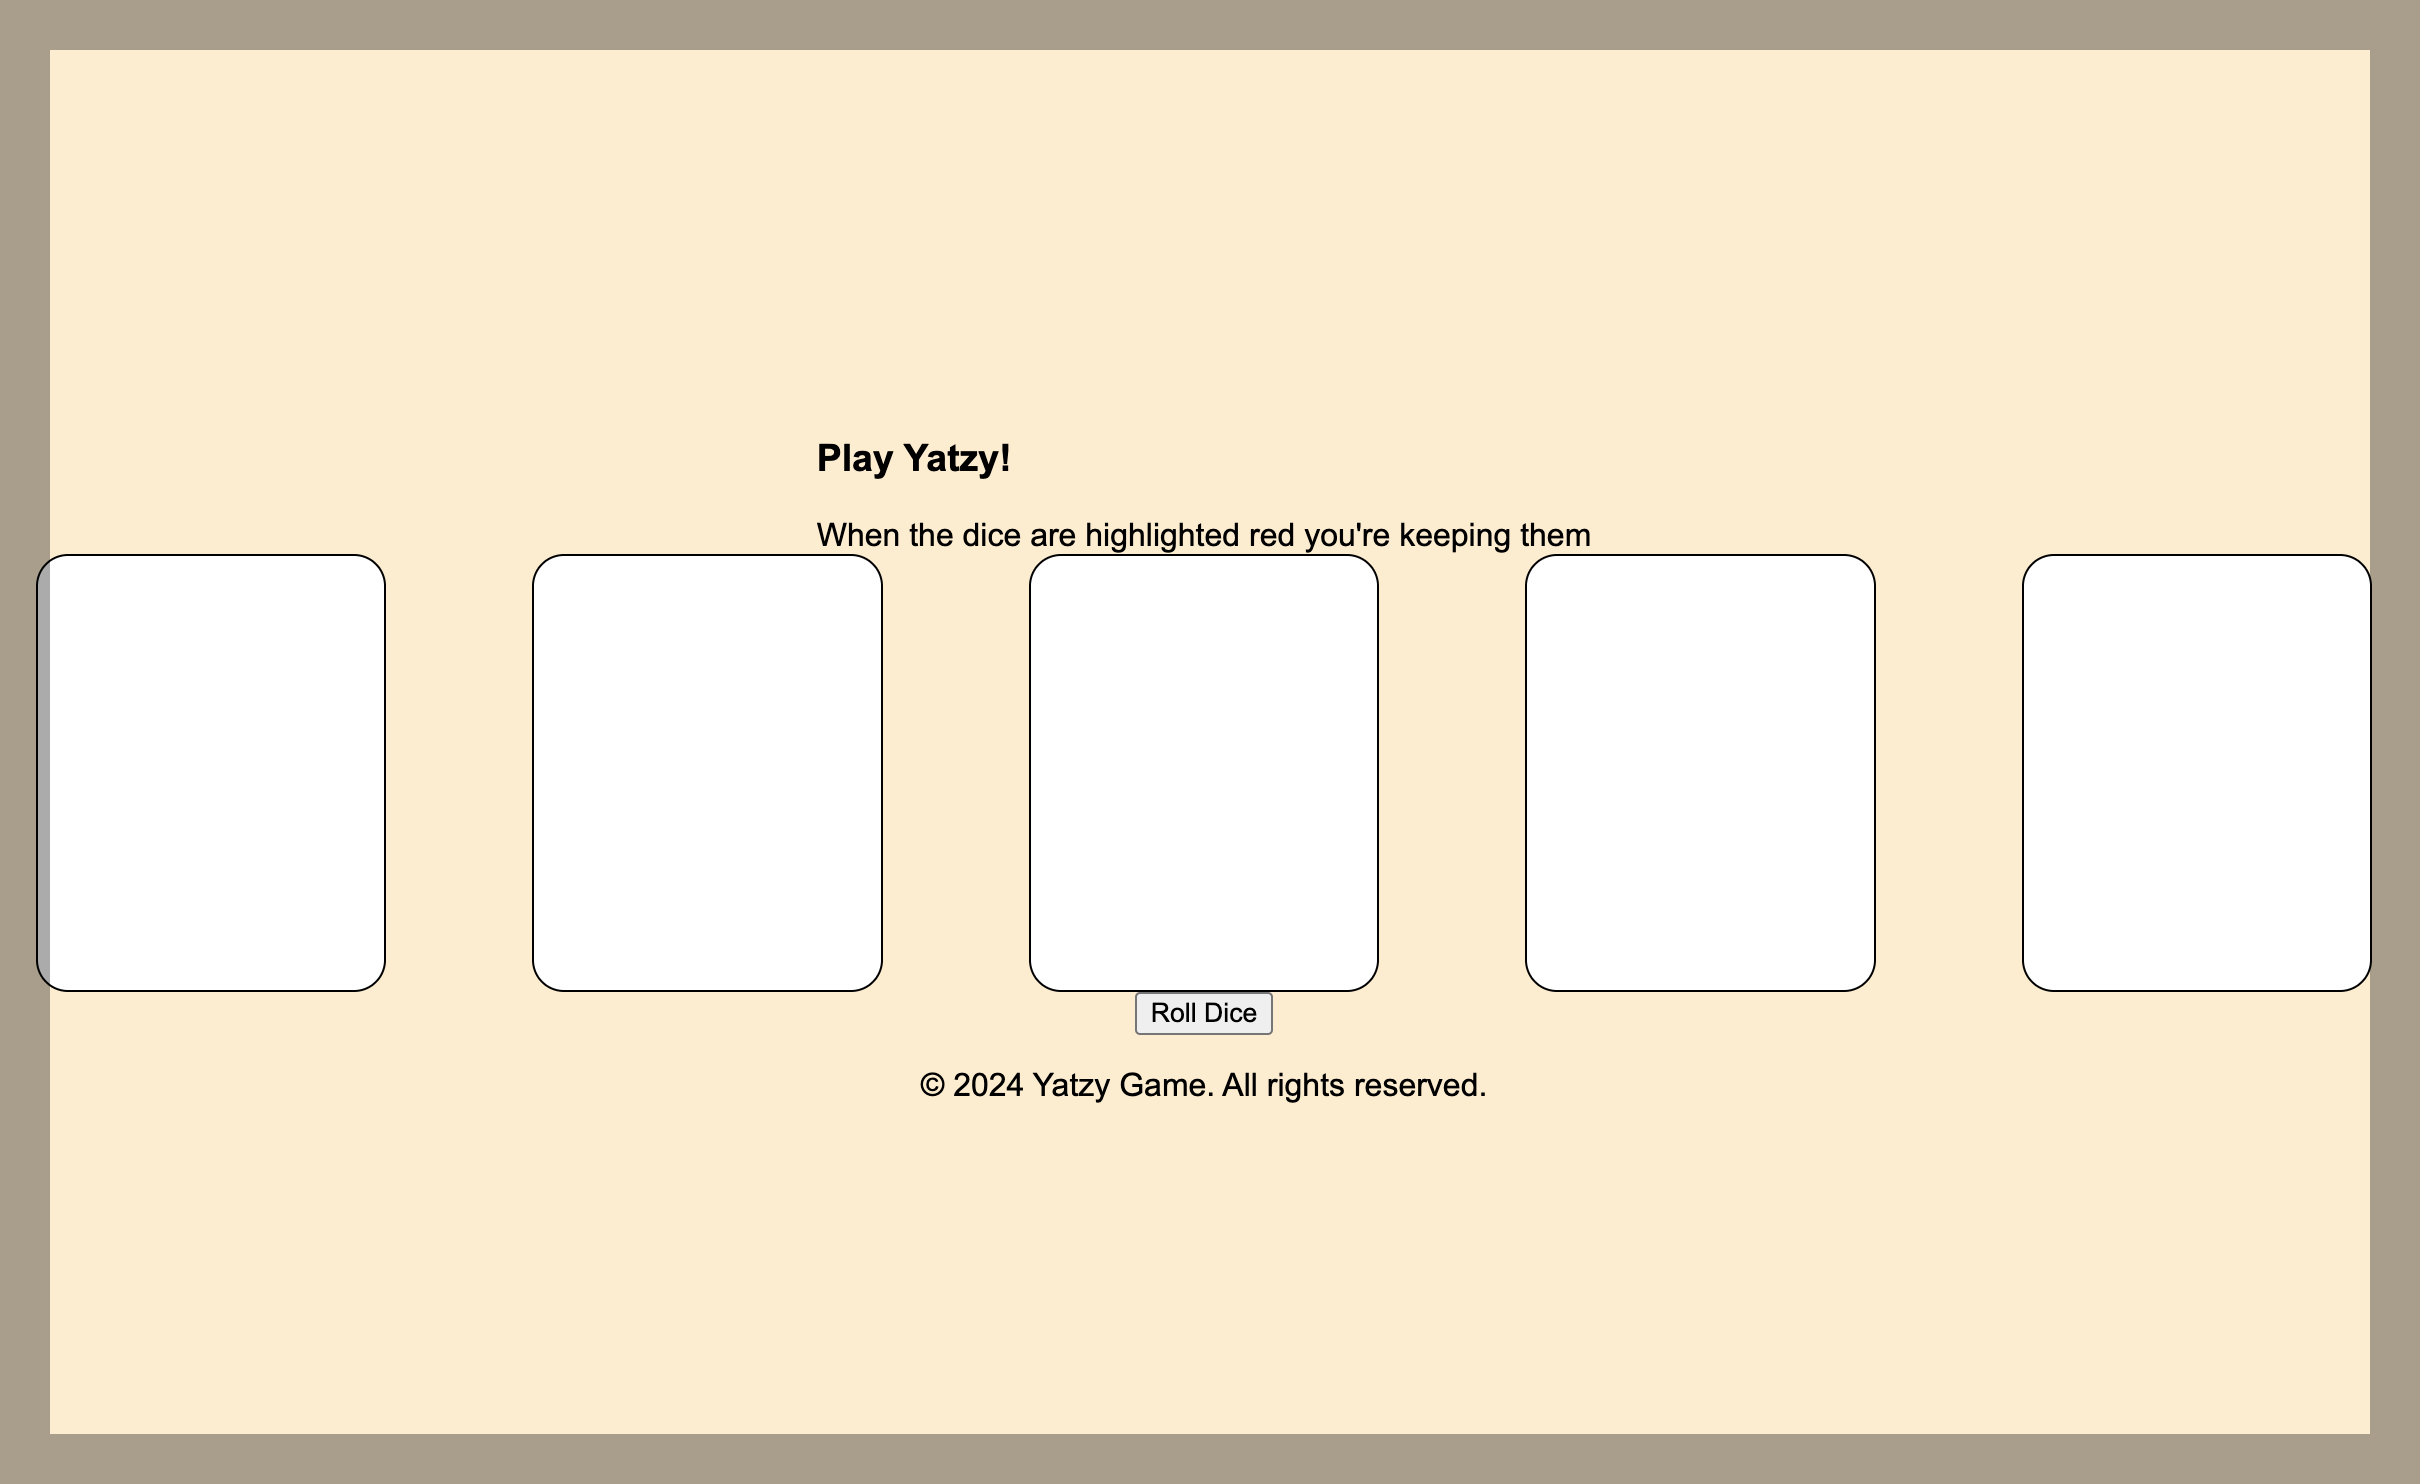 Play Yatzy!
When the dice are highlighted red you're keeping them
Roll Dice
© 2024 Yatzy Game. All rights reserved.